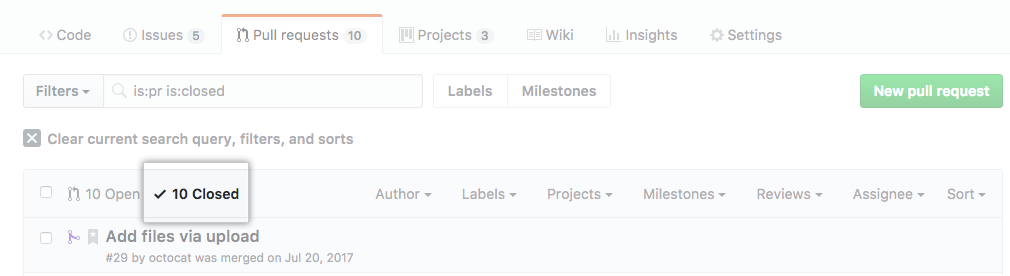 Code Issues 5 Pull requests 10 Projects 3 Wiki Insights Settings
Filters is:pr is:closed Labels Milestones New pull request
Clear current search query, filters, and sorts
10 Open 10 Closed Author Labels Projects Milestones Reviews Assignee Sort
Add files via upload
#29 by octocat was merged on Jul 20, 2017